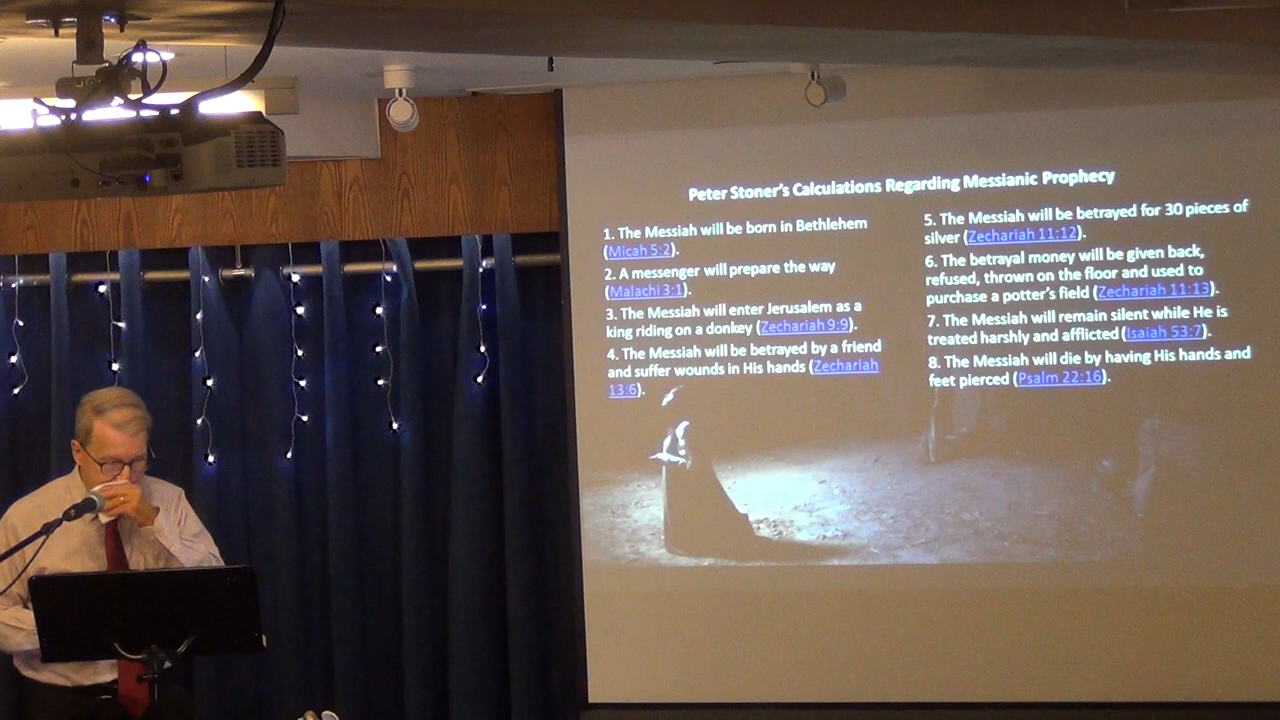 Peter Stoner's Calculations Regarding Messianic Prophecy
1. The Messiah will be born in Bethlehem
(Micah 5:2).
2. A messenger will prepare the way
(Malachi 3:1).
3. The Messiah will enter Jerusalem as a
king riding on a donkey (Zechariah 9:9).
4. The Messiah will be betrayed by a friend
and suffer wounds in His hands (Zechariah
13:6).
5. The Messiah will be betrayed for 30 pieces of
silver (Zechariah 11:12).
6. The betrayal money will be given back,
refused, thrown on the floor and used to
purchase a potter's field (Zechariah 11:13).
7. The Messiah will remain silent while He is
treated harshly and afflicted (Isaiah 53:7).
8. The Messiah will die by having His hands and
feet pierced (Psalm 22:16).